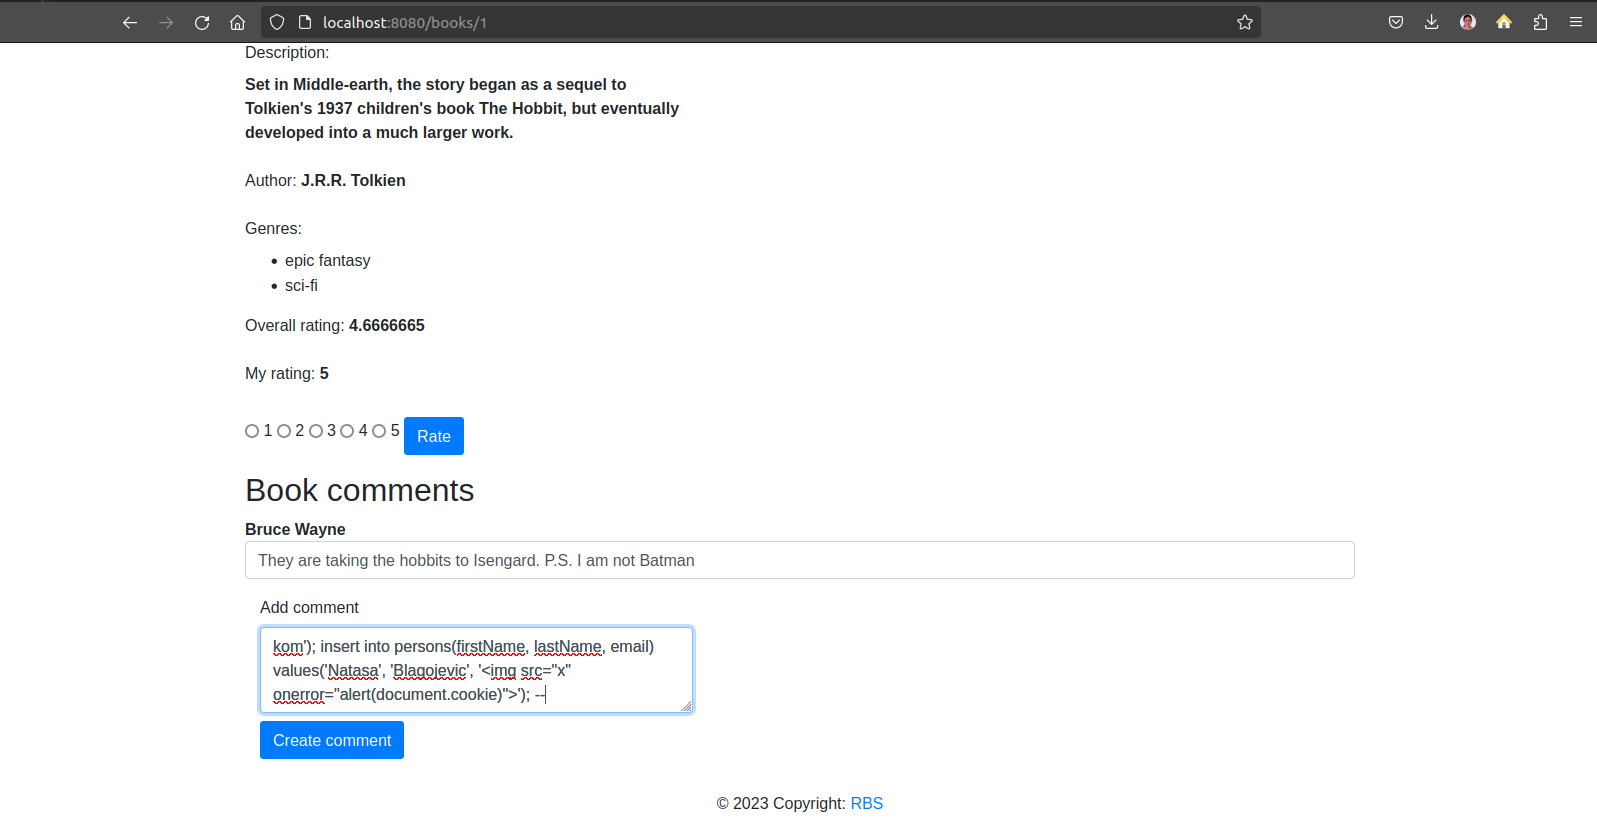 localhost:8080/books/1
Description:
Set in Middle-earth, the story began as a sequel to
Tolkien's 1937 children's book The Hobbit, but eventually
developed into a much larger work.
Author: J.R.R. Tolkien
Genres:
epic fantasy
sci-fi
Overall rating: 4.6666665
My rating: 5
1 2 3 4 5 Rate
Book comments
Bruce Wayne
They are taking the hobbits to Isengard. P.S. I am not Batman
Add comment
kom'); insert into persons(firstName, lastName, email)
values('Natasa', 'Blagojevic', '<img src="x"
onerror="alert(document.cookie)">'); --
Create comment
© 2023 Copyright: RBS